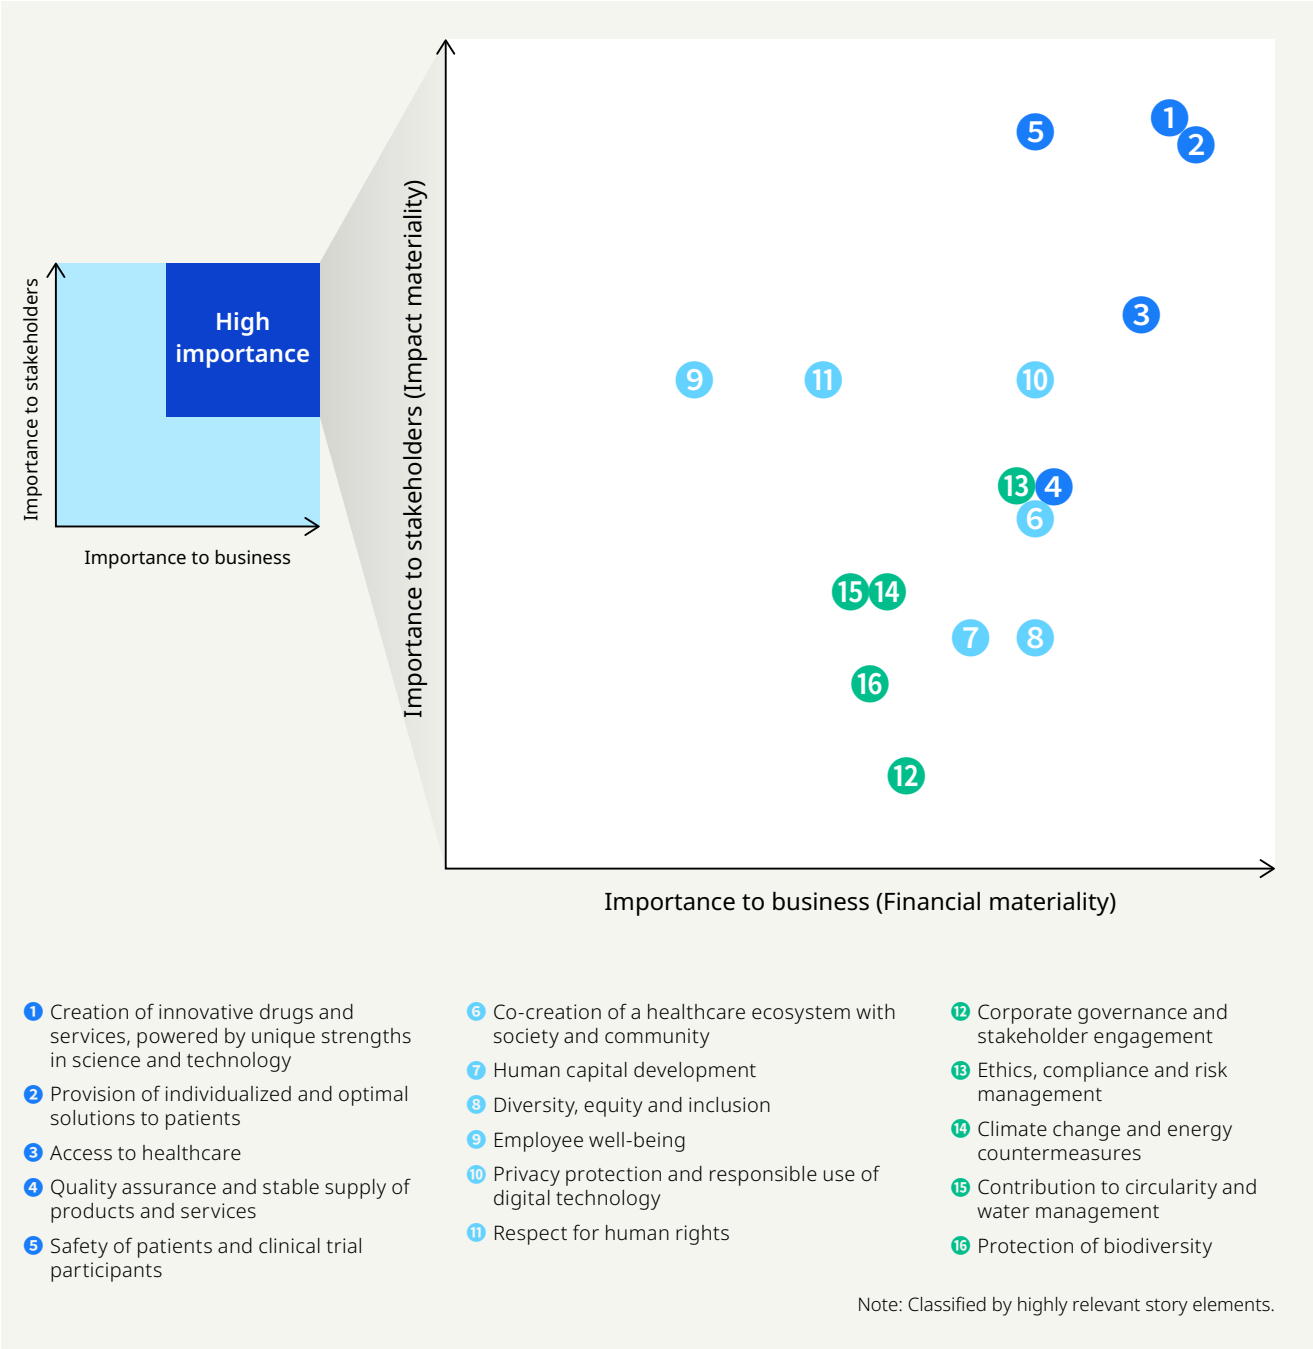 Importance to stakeholders
High
importance
Importance to business
Importance to stakeholders (Impact materiality)
1
5
2
3
9
11
10
13
4
6
15
14
7
8
16
12
Importance to business (Financial materiality)
1 Creation of innovative drugs and
services, powered by unique strengths
in science and technology
2 Provision of individualized and optimal
solutions to patients
3 Access to healthcare
4 Quality assurance and stable supply of
products and services
5 Safety of patients and clinical trial
participants
6 Co-creation of a healthcare ecosystem with
society and community
7 Human capital development
8 Diversity, equity and inclusion
9 Employee well-being
10 Privacy protection and responsible use of
digital technology
11 Respect for human rights
12 Corporate governance and
stakeholder engagement
13 Ethics, compliance and risk
management
14 Climate change and energy
countermeasures
15 Contribution to circularity and
water management
16 Protection of biodiversity
Note: Classified by highly relevant story elements.